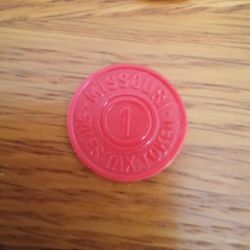 MISSOURI
1
SALES TAX TOKEN